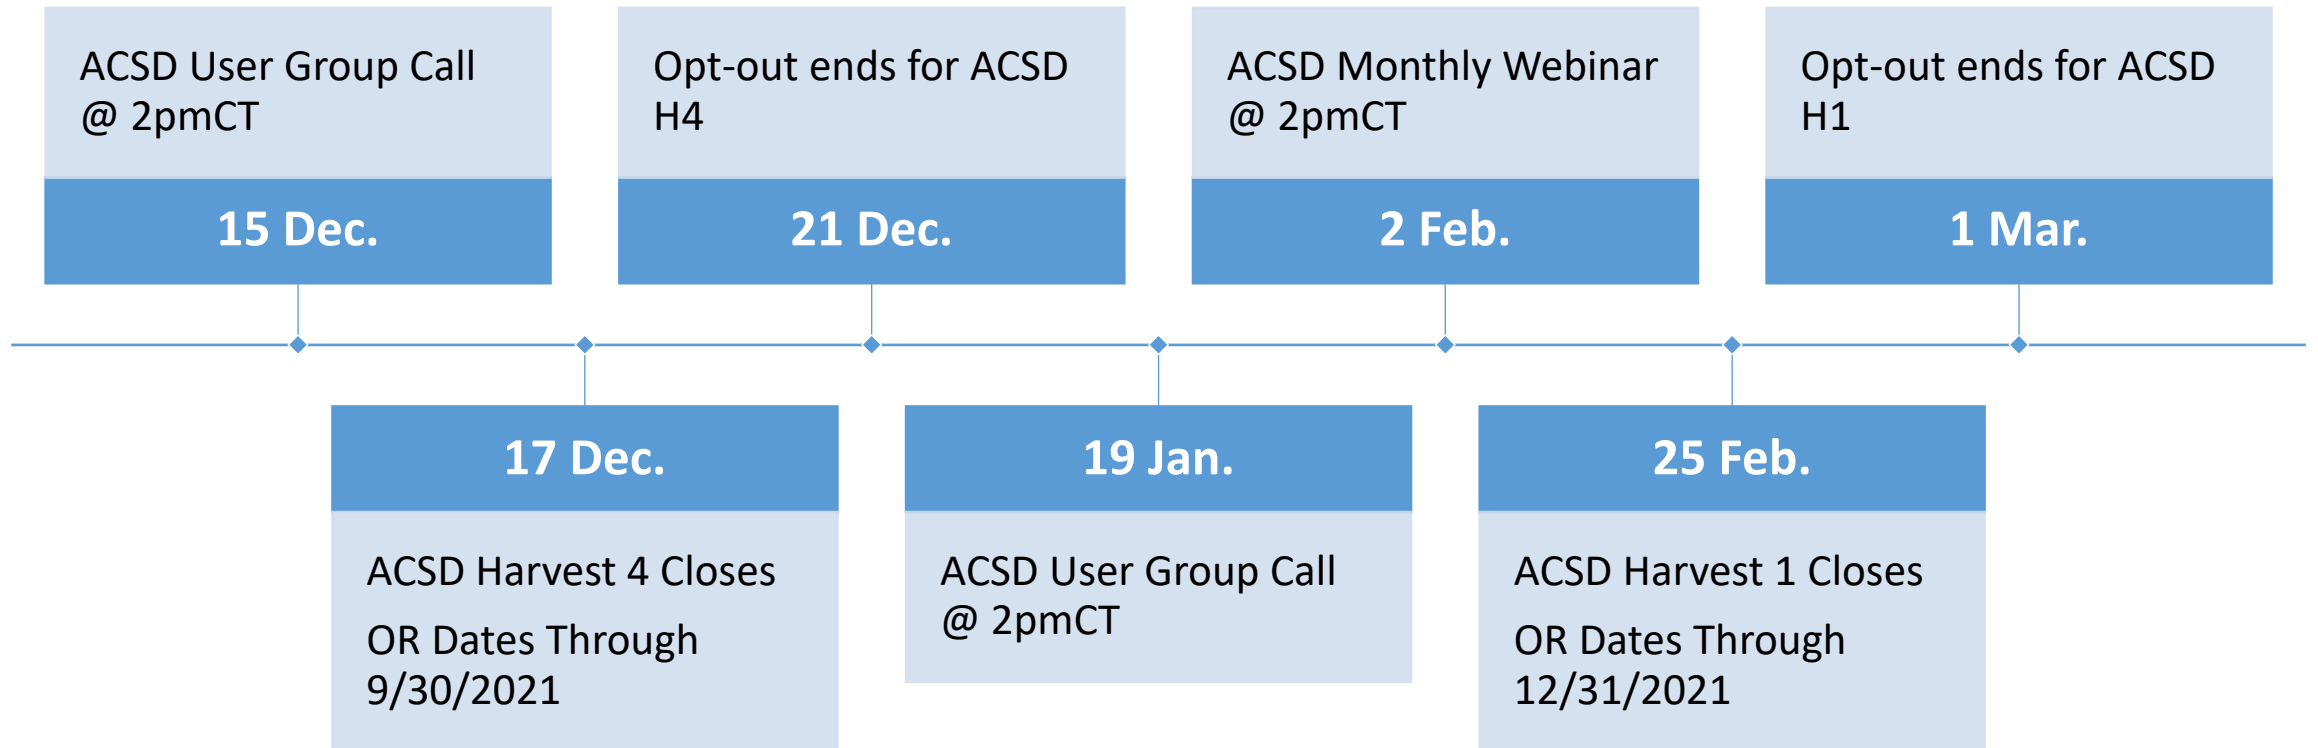 ACSD User Group Call
@ 2pmCT
15 Dec.
17 Dec.
ACSD Harvest 4 Closes
OR Dates Through
9/30/2021
Opt-out ends for ACSD
H4
21 Dec.
19 Jan.
ACSD User Group Call
@ 2pmCT
ACSD Monthly Webinar
@ 2pmCT
2 Feb.
25 Feb.
ACSD Harvest 1 Closes
OR Dates Through
12/31/2021
Opt-out ends for ACSD
H1
1 Mar.